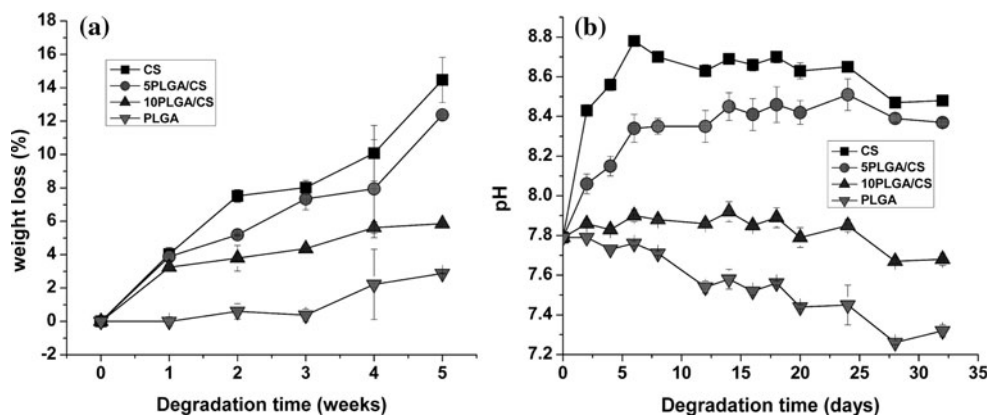 (a)
CS
5PLGA/CS
10PLGA/CS
PLGA
weight loss (%)
18
16
14
12
10
8
6
4
2
0
-2
0 1 2 3 4 5
Degradation time (weeks)
(b)
CS
5PLGA/CS
10PLGA/CS
PLGA
pH
8.8
8.6
8.4
8.2
8.0
7.8
7.6
7.4
7.2
0 5 10 15 20 25 30 35
Degradation time (days)